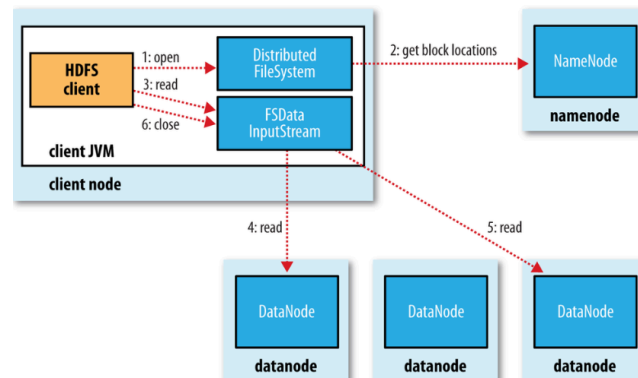 1: open
Distributed
FileSystem
2: get block locations
NameNode
namenode
HDFS
client
3: read
6: close
FSData
InputStream
client JVM
client node
4: read
5: read
DataNode
datanode
DataNode
datanode
DataNode
datanode